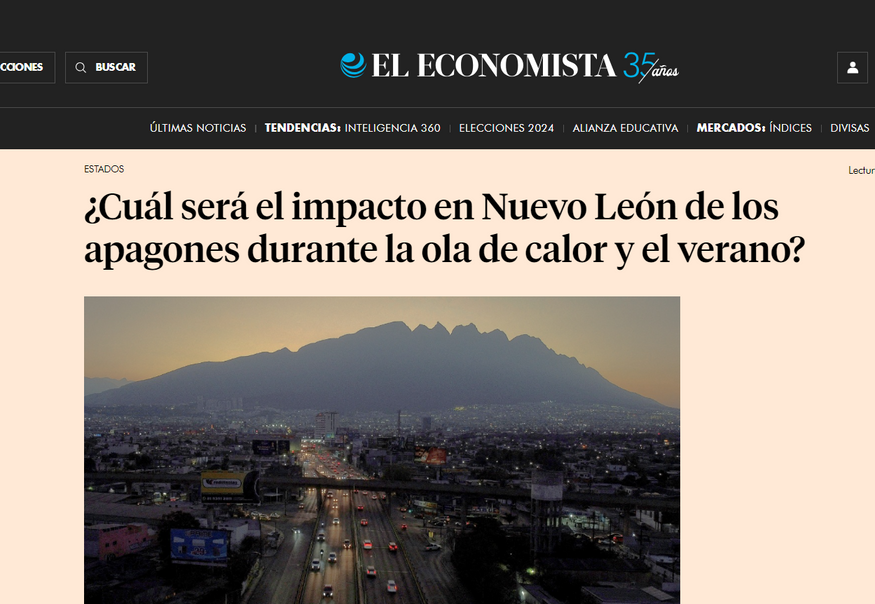 CCIONES
BUSCAR
EL ECONOMISTA 35 años
ÚLTIMAS NOTICIAS
TENDENCIAS: INTELIGENCIA 360
ELECCIONES 2024
ALIANZA EDUCATIVA
MERCADOS: ÍNDICES
DIVISAS
ESTADOS
Lectur
¿Cuál será el impacto en Nuevo León de los
apagones durante la ola de calor y el verano?